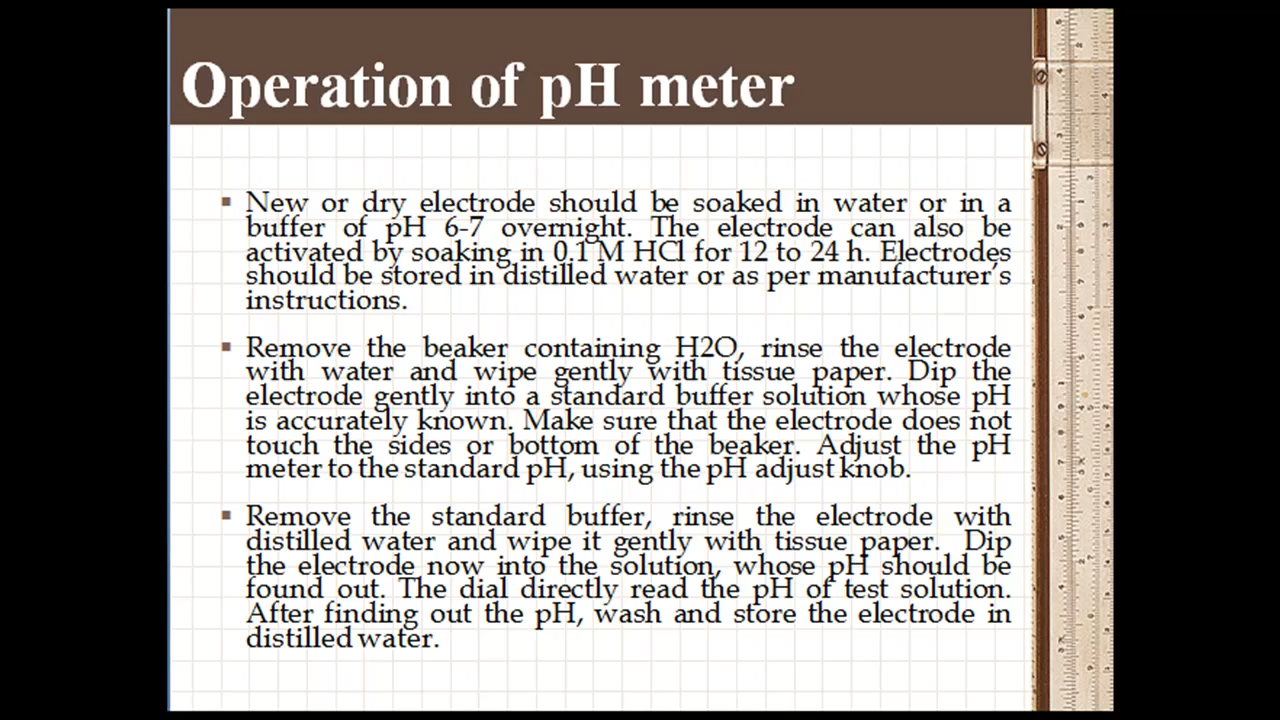 Operation of pH meter
▪ New or dry electrode should be soaked in water or in a
buffer of pH 6-7 overnight. The electrode can also be
activated by soaking in 0.1 M HCl for 12 to 24 h. Electrodes
should be stored in distilled water or as per manufacturer's
instructions.
▪ Remove the beaker containing H2O, rinse the electrode
with water and wipe gently with tissue paper. Dip the
electrode gently into a standard buffer solution whose pH
is accurately known. Make sure that the electrode does not
touch the sides or bottom of the beaker. Adjust the pH
meter to the standard pH, using the pH adjust knob.
▪ Remove the standard buffer, rinse the electrode with
distilled water and wipe it gently with tissue paper. Dip
the electrode now into the solution, whose pH should be
found out. The dial directly read the pH of test solution.
After finding out the pH, wash and store the electrode in
distilled water.